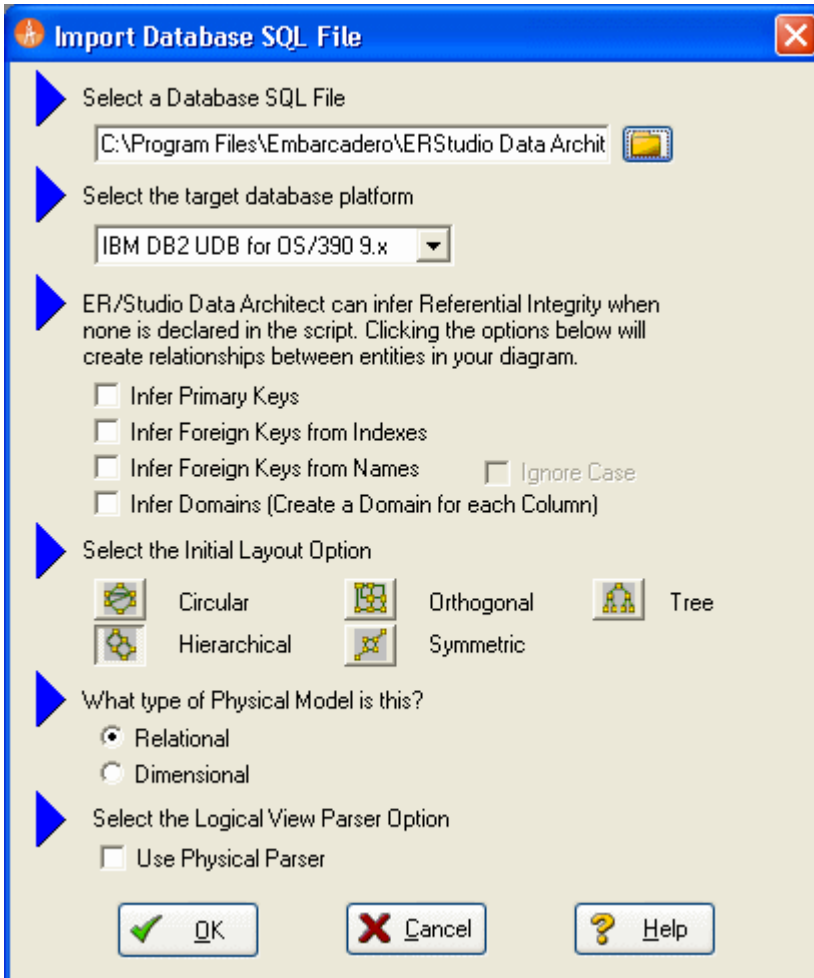 Import Database SQL File
Select a Database SQL File
C:\Program Files\Embarcadero\ERStudio Data Archit
Select the target database platform
IBM DB2 UDB for OS/390 9.x
ER/Studio Data Architect can infer Referential Integrity when
none is declared in the script. Clicking the options below will
create relationships between entities in your diagram.
Infer Primary Keys
Infer Foreign Keys from Indexes
Infer Foreign Keys from Names Ignore Case
Infer Domains (Create a Domain for each Column)
Select the Initial Layout Option
Circular Orthogonal Tree
Hierarchical Symmetric
What type of Physical Model is this?
Relational
Dimensional
Select the Logical View Parser Option
Use Physical Parser
OK Cancel Help